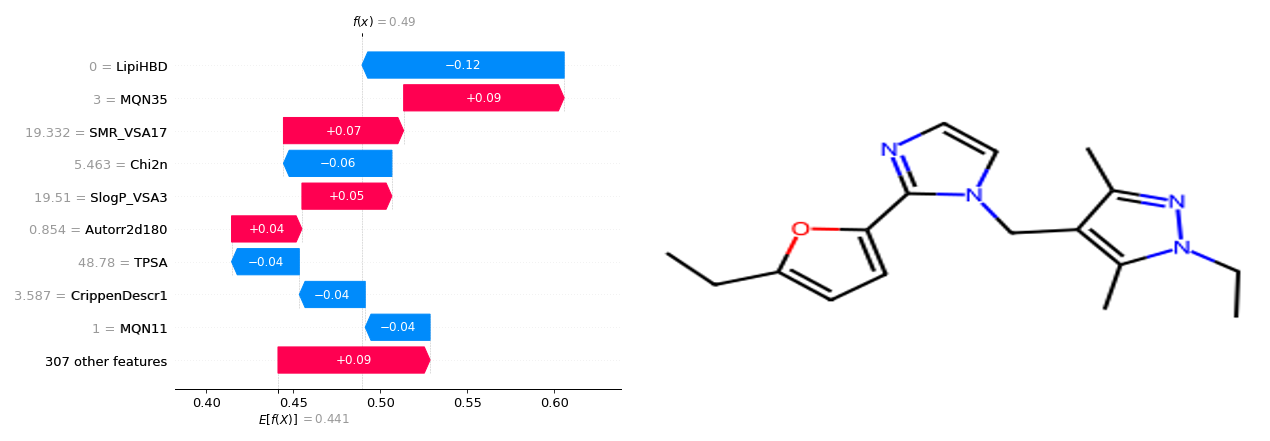 f(x) = 0.49
0 = LipiHBD
−0.12
3 = MQN35
+0.09
19.332 = SMR_VSA17
+0.07
5.463 = Chi2n
−0.06
19.51 = SlogP_VSA3
+0.05
0.854 = Autorr2d180
+0.04
48.78 = TPSA
−0.04
3.587 = CrippenDescr1
−0.04
1 = MQN11
−0.04
307 other features
+0.09
0.40 0.45 0.50 0.55 0.60
E[f(X)] = 0.441
N
N
O
N
N